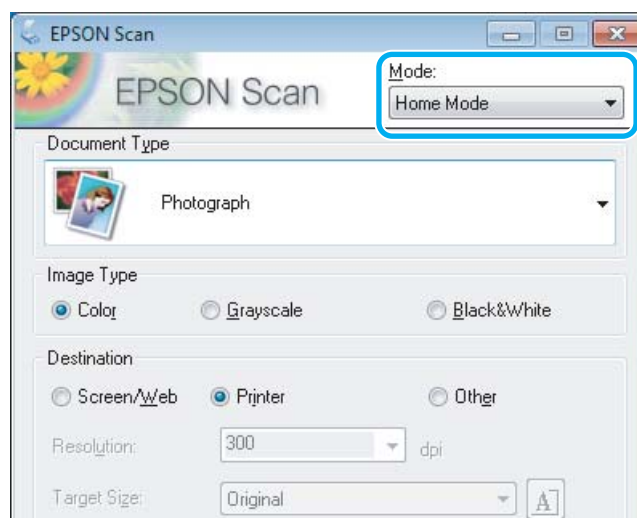 EPSON Scan
EPSON Scan
Mode:
Home Mode
Document Type
Photograph
Image Type
Color
Grayscale
Black&White
Destination
Screen/Web
Printer
Other
Resolution:
300
dpi
Target Size:
Original
A